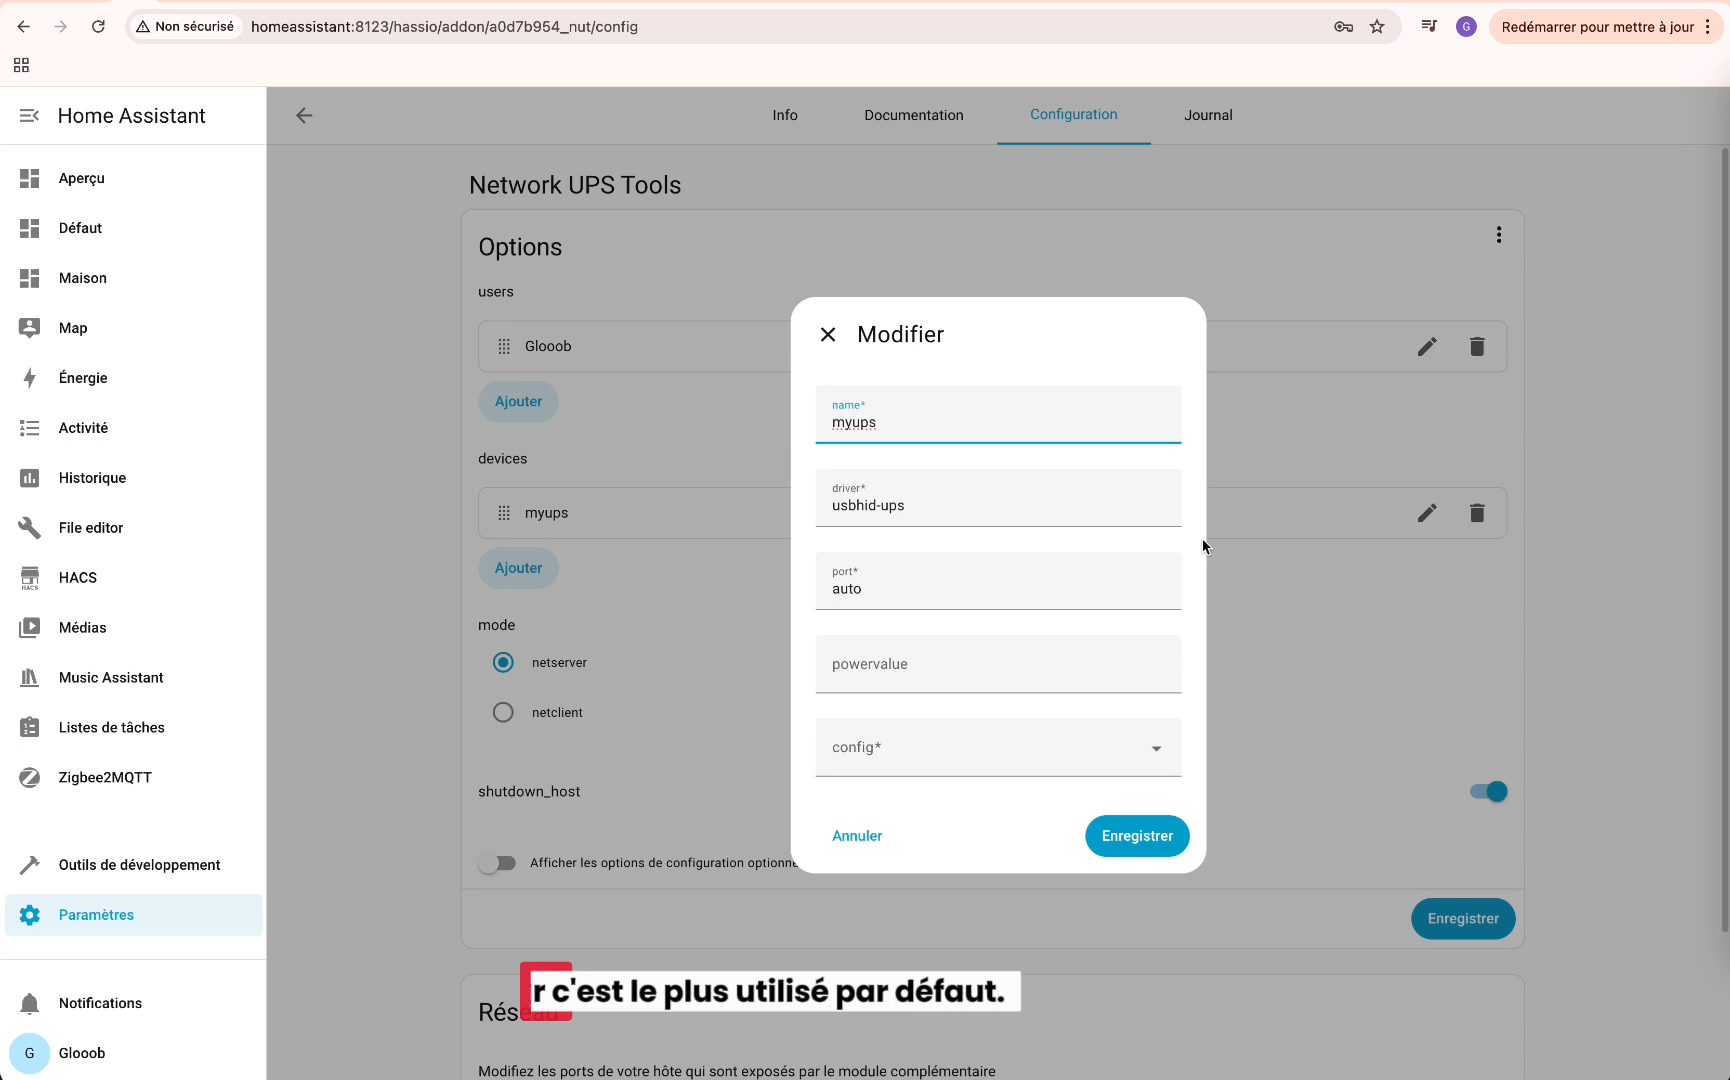 Non sécurisé
homeassistant:8123/hassio/addon/a0d7b954_nut/config
G
Redémarrer pour mettre à jour
Home Assistant
Info
Documentation
Configuration
Journal
Aperçu
Défaut
Maison
Map
Énergie
Activité
Historique
File editor
HACS
HACS
Médias
Music Assistant
Listes de tâches
Zigbee2MQTT
Outils de développement
Paramètres
Notifications
G
Glooob
Network UPS Tools
Options
users
Glooob
Ajouter
devices
myups
Ajouter
mode
netserver
netclient
shutdown_host
Afficher les options de configuration
Enregistrer
Modifier
name*
myups
driver*
usbhid-ups
port*
auto
powervalue
config*
Annuler
Enregistrer
r c'est le plus utilisé par défaut.
Modifiez les ports de votre hôte qui sont exposés par le module complémentaire